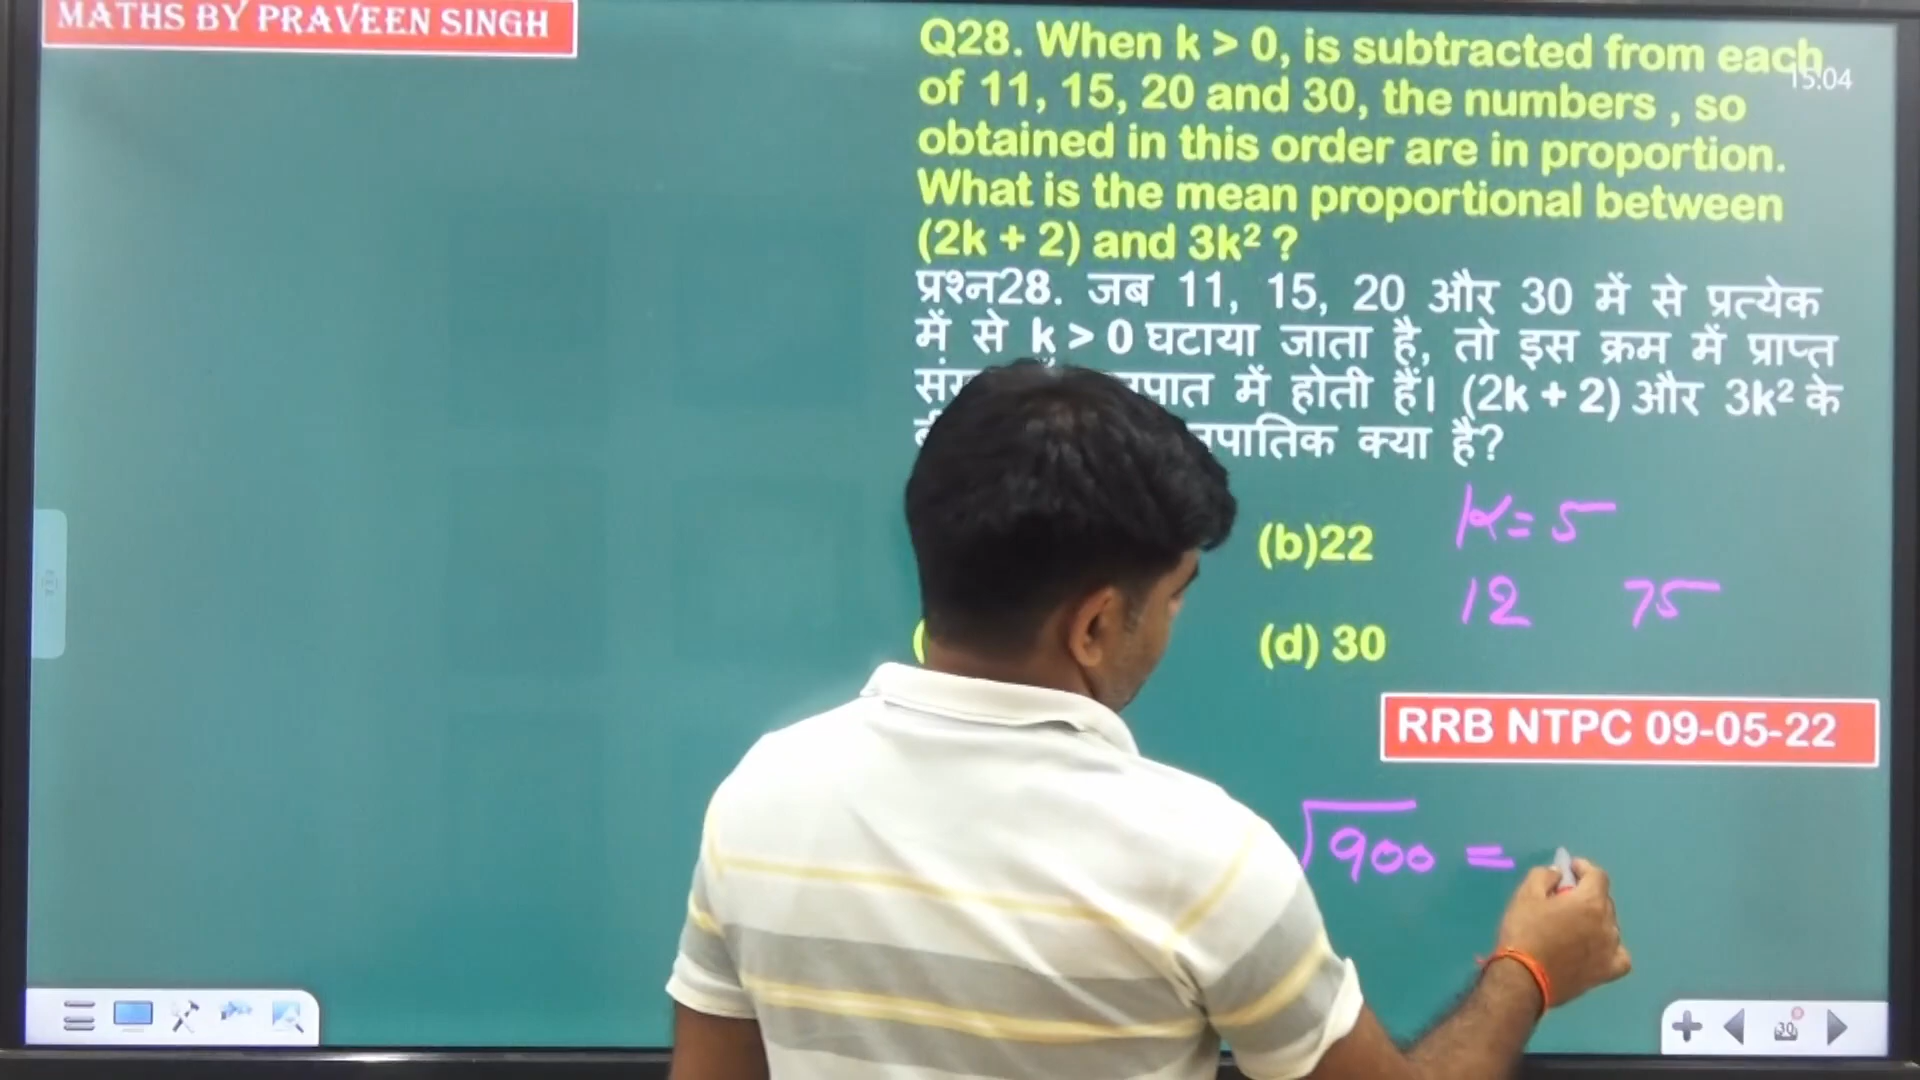 MATHS BY PRAVEEN SINGH
Q28. When k > 0, is subtracted from each
15:04
of 11, 15, 20 and 30, the numbers , so
obtained in this order are in proportion.
What is the mean proportional between
(2k + 2) and 3k² ?
प्रश्न28. जब 11, 15, 20 और 30 में से प्रत्येक
में से k > 0 घटाया जाता है, तो इस क्रम में प्राप्त
में होती हैं। (2k + 2) और 3k² के
क्या है?
K = 5
(b)22
12 75
(d) 30
RRB NTPC 09-05-22
√900 =
30